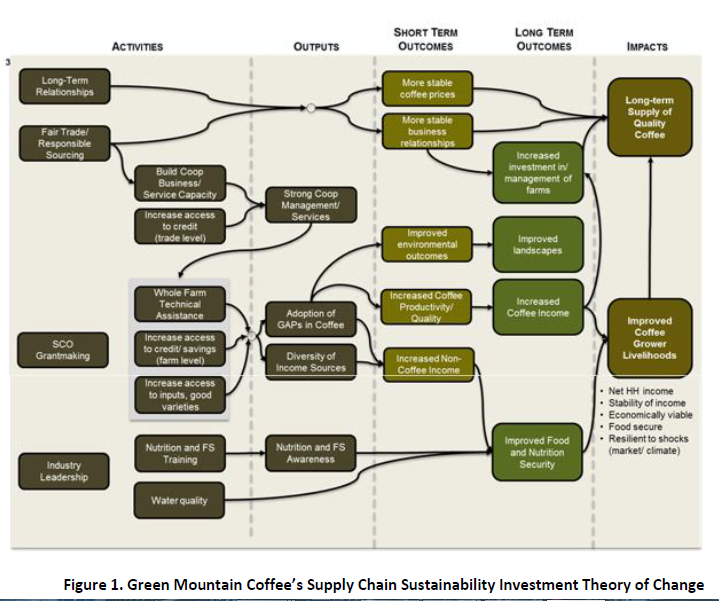 ACTIVITIES
OUTPUTS
SHORT TERM
OUTCOMES
LONG TERM
OUTCOMES
IMPACTS
3
Long-Term
Relationships
Fair Trade/
Responsible
Sourcing
Build Coop
Business/
Service Capacity
Increase access
to credit
(trade level)
Strong Coop
Management/
Services
More stable
coffee prices
More stable
business
relationships
Increased
investment in/
management of
farms
Long-term
Supply of
Quality
Coffee
Improved
environmental
outcomes
Improved
landscapes
Whole Farm
Technical
Assistance
Increase access
to credit/ savings
(farm level)
Increase access
to inputs, good
varieties
SCO
Grantmaking
Adoption of
GAPs in Coffee
Diversity of
Income Sources
Increased Coffee
Productivity/
Quality
Increased Non-
Coffee Income
Increased
Coffee Income
Improved
Coffee
Grower
Livelihoods
• Net HH income
• Stability of income
• Economically viable
• Food secure
• Resilient to shocks
(market/ climate)
Industry
Leadership
Nutrition and FS
Training
Water quality
Nutrition and FS
Awareness
Improved Food
and Nutrition
Security
Figure 1. Green Mountain Coffee’s Supply Chain Sustainability Investment Theory of Change